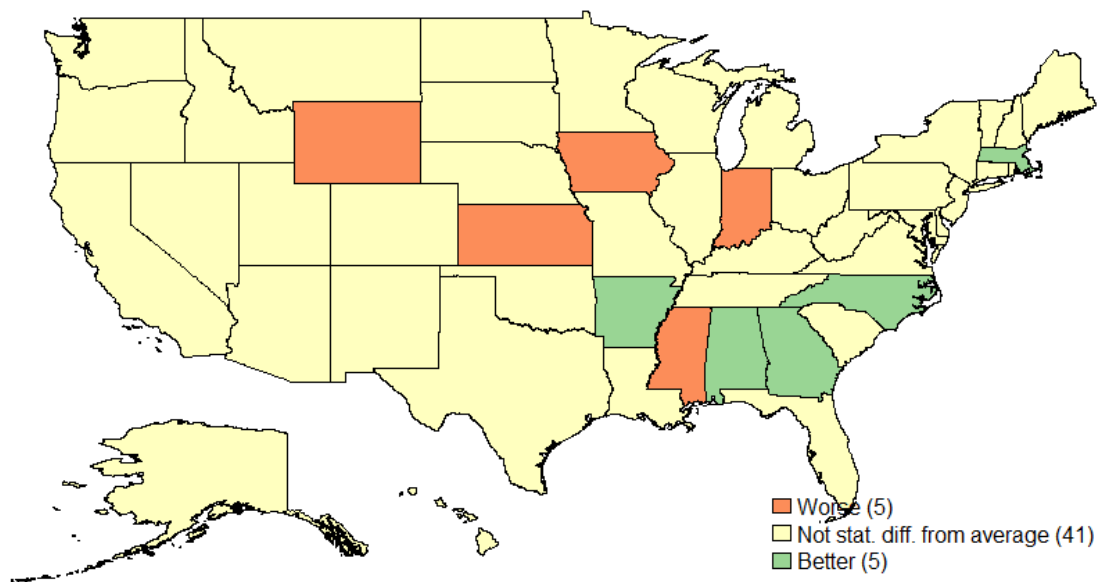 Worse (5)
Not stat. diff. from average (41)
Better (5)